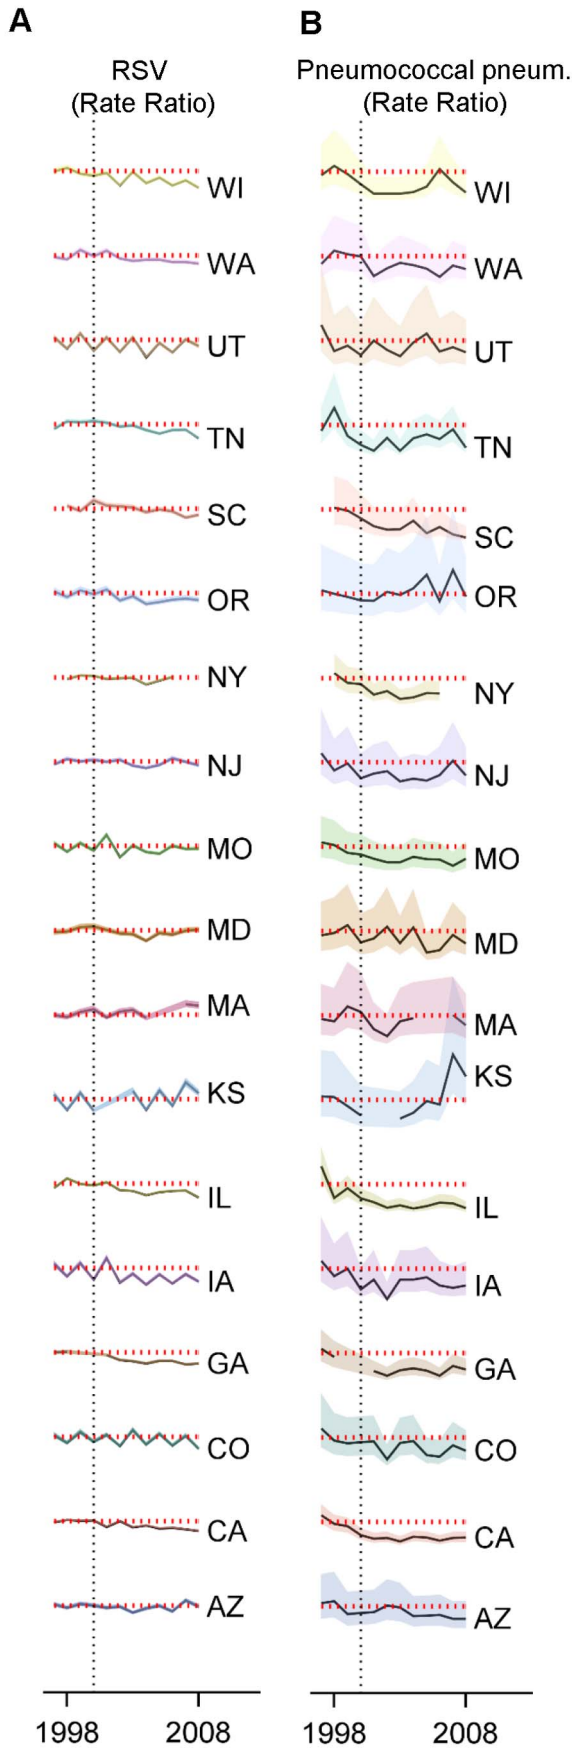 A
B
RSV
(Rate Ratio)
Pneumococcal pneum.
(Rate Ratio)
WI
WI
WA
WA
UT
UT
TN
TN
SC
SC
OR
OR
NY
NY
NJ
NJ
MO
MO
MD
MD
MA
MA
KS
KS
IL
IL
IA
IA
GA
GA
CO
CO
CA
CA
AZ
AZ
1998 2008
1998 2008